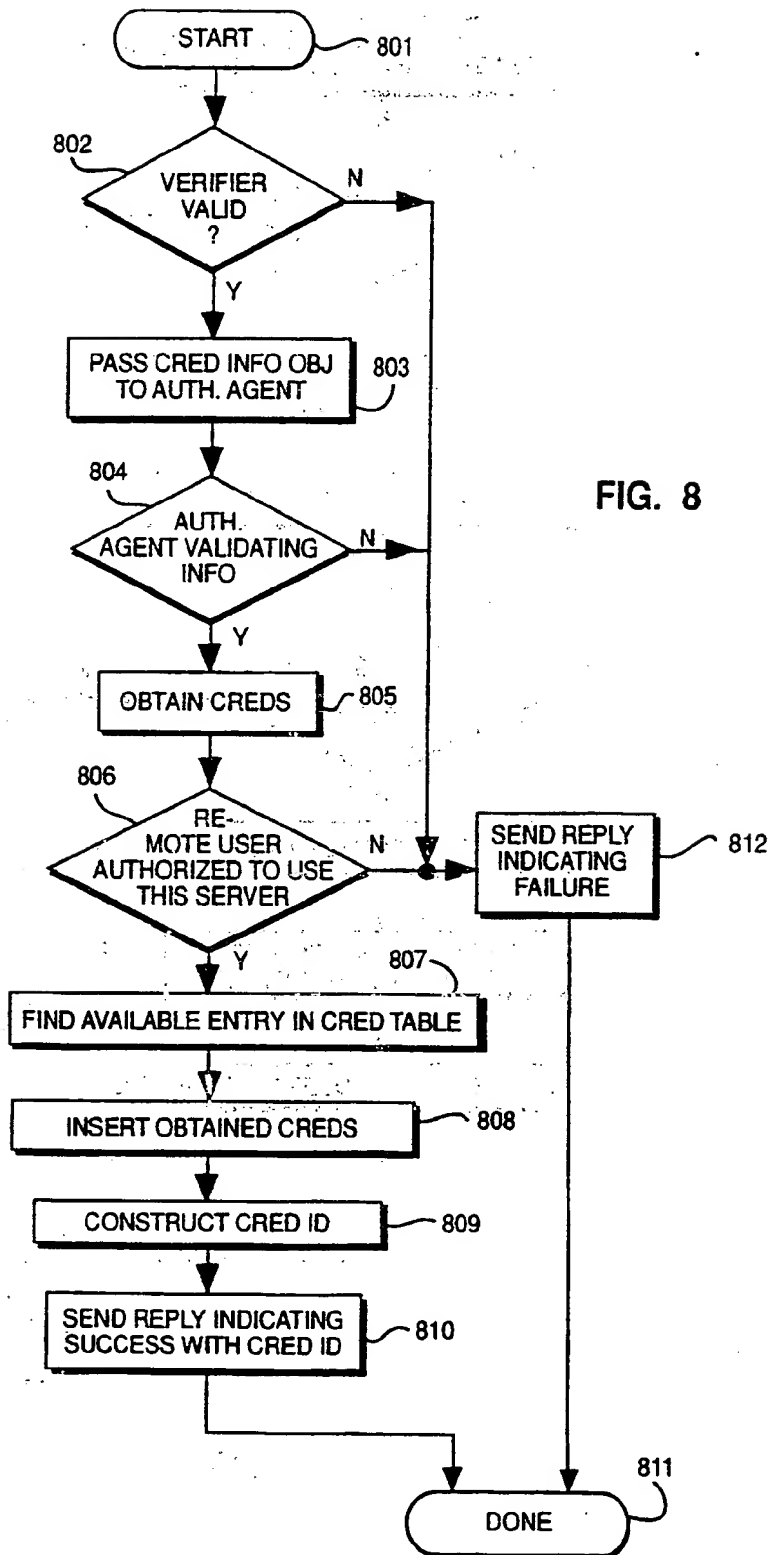 START
801
802
VERIFIER
VALID
?
N
Y
PASS CRED INFO OBJ
TO AUTH. AGENT
803
804
AUTH.
AGENT VALIDATING
INFO
N
Y
FIG. 8
OBTAIN CREDS
805
806
RE-
MOTE USER
AUTHORIZED TO USE
THIS SERVER
N
Y
SEND REPLY
INDICATING
FAILURE
812
807
FIND AVAILABLE ENTRY IN CRED TABLE
INSERT OBTAINED CREDS
808
CONSTRUCT CRED ID
809
SEND REPLY INDICATING
SUCCESS WITH CRED ID
810
811
DONE